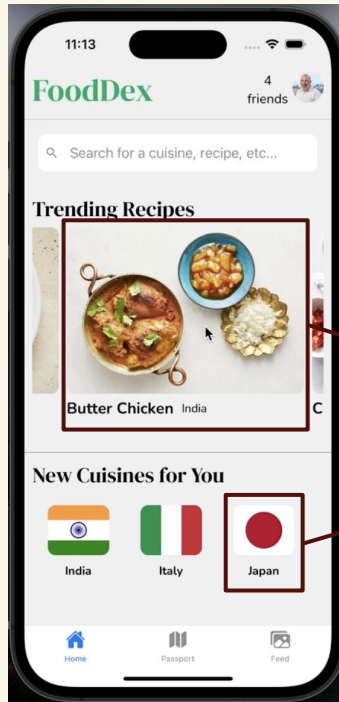 11:13
FoodDex
4
friends
Search for a cuisine, recipe, etc...
Trending Recipes
Butter Chicken India
C
New Cuisines for You
India
Italy
Japan
Home
Passport
Feed